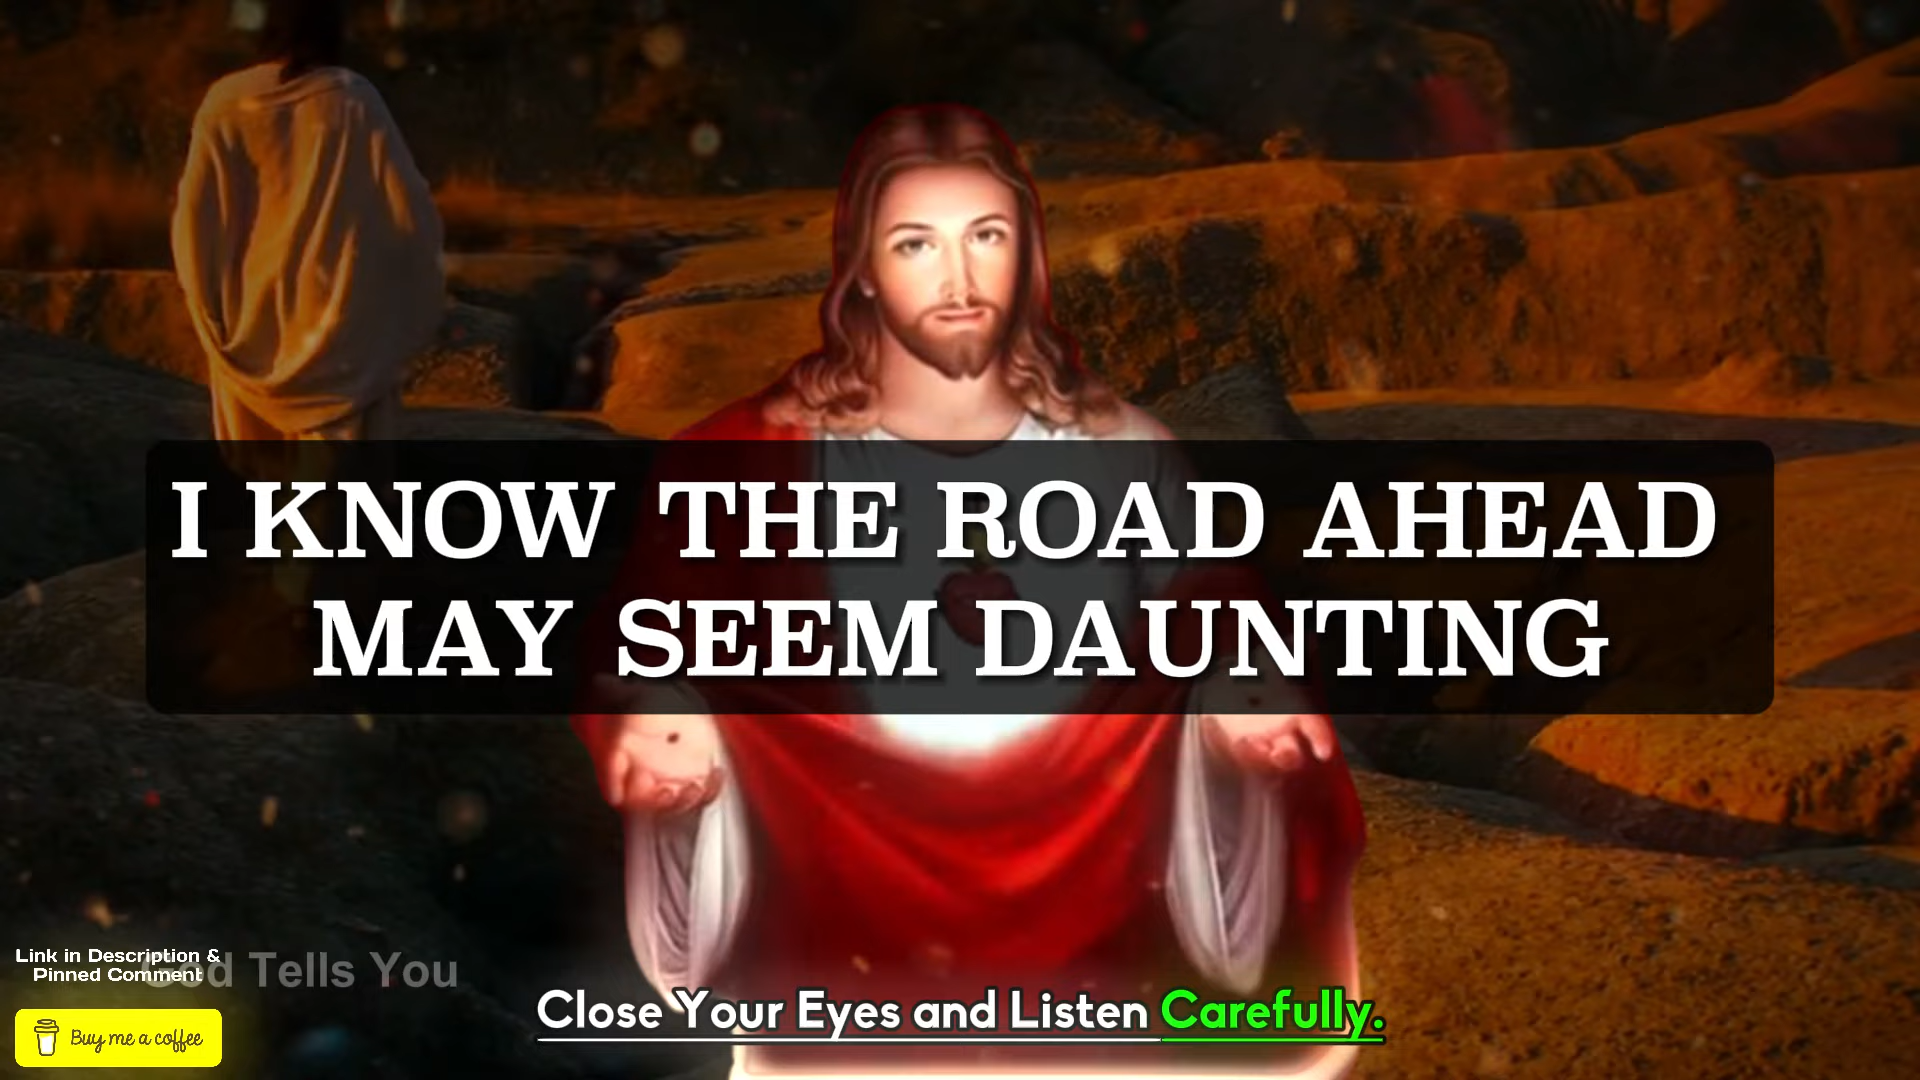 I KNOW THE ROAD AHEAD
MAY SEEM DAUNTING
Link in Description &
Pinned Comment
God Tells You
Buy me a coffee
Close Your Eyes and Listen Carefully.